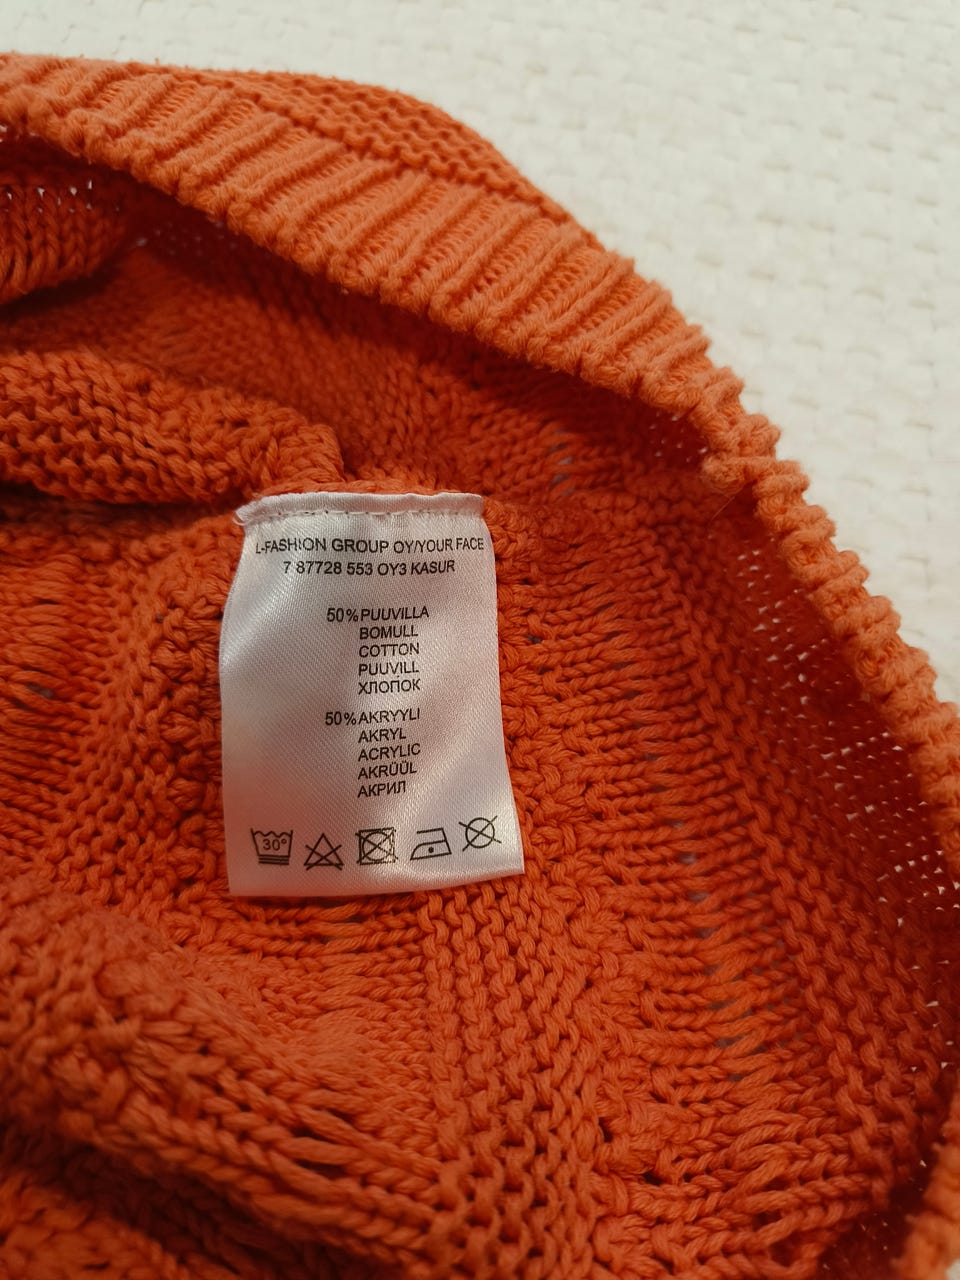 L-FASHION GROUP OY/YOUR FACE
7 87728 553 OY3 KASUR
50% PUUVILLA
BOMULL
COTTON
PUUVILL
ХЛОПОК
50% AKRYYLI
AKRYL
ACRYLIC
AKRÜÜL
АКРИЛ
30°